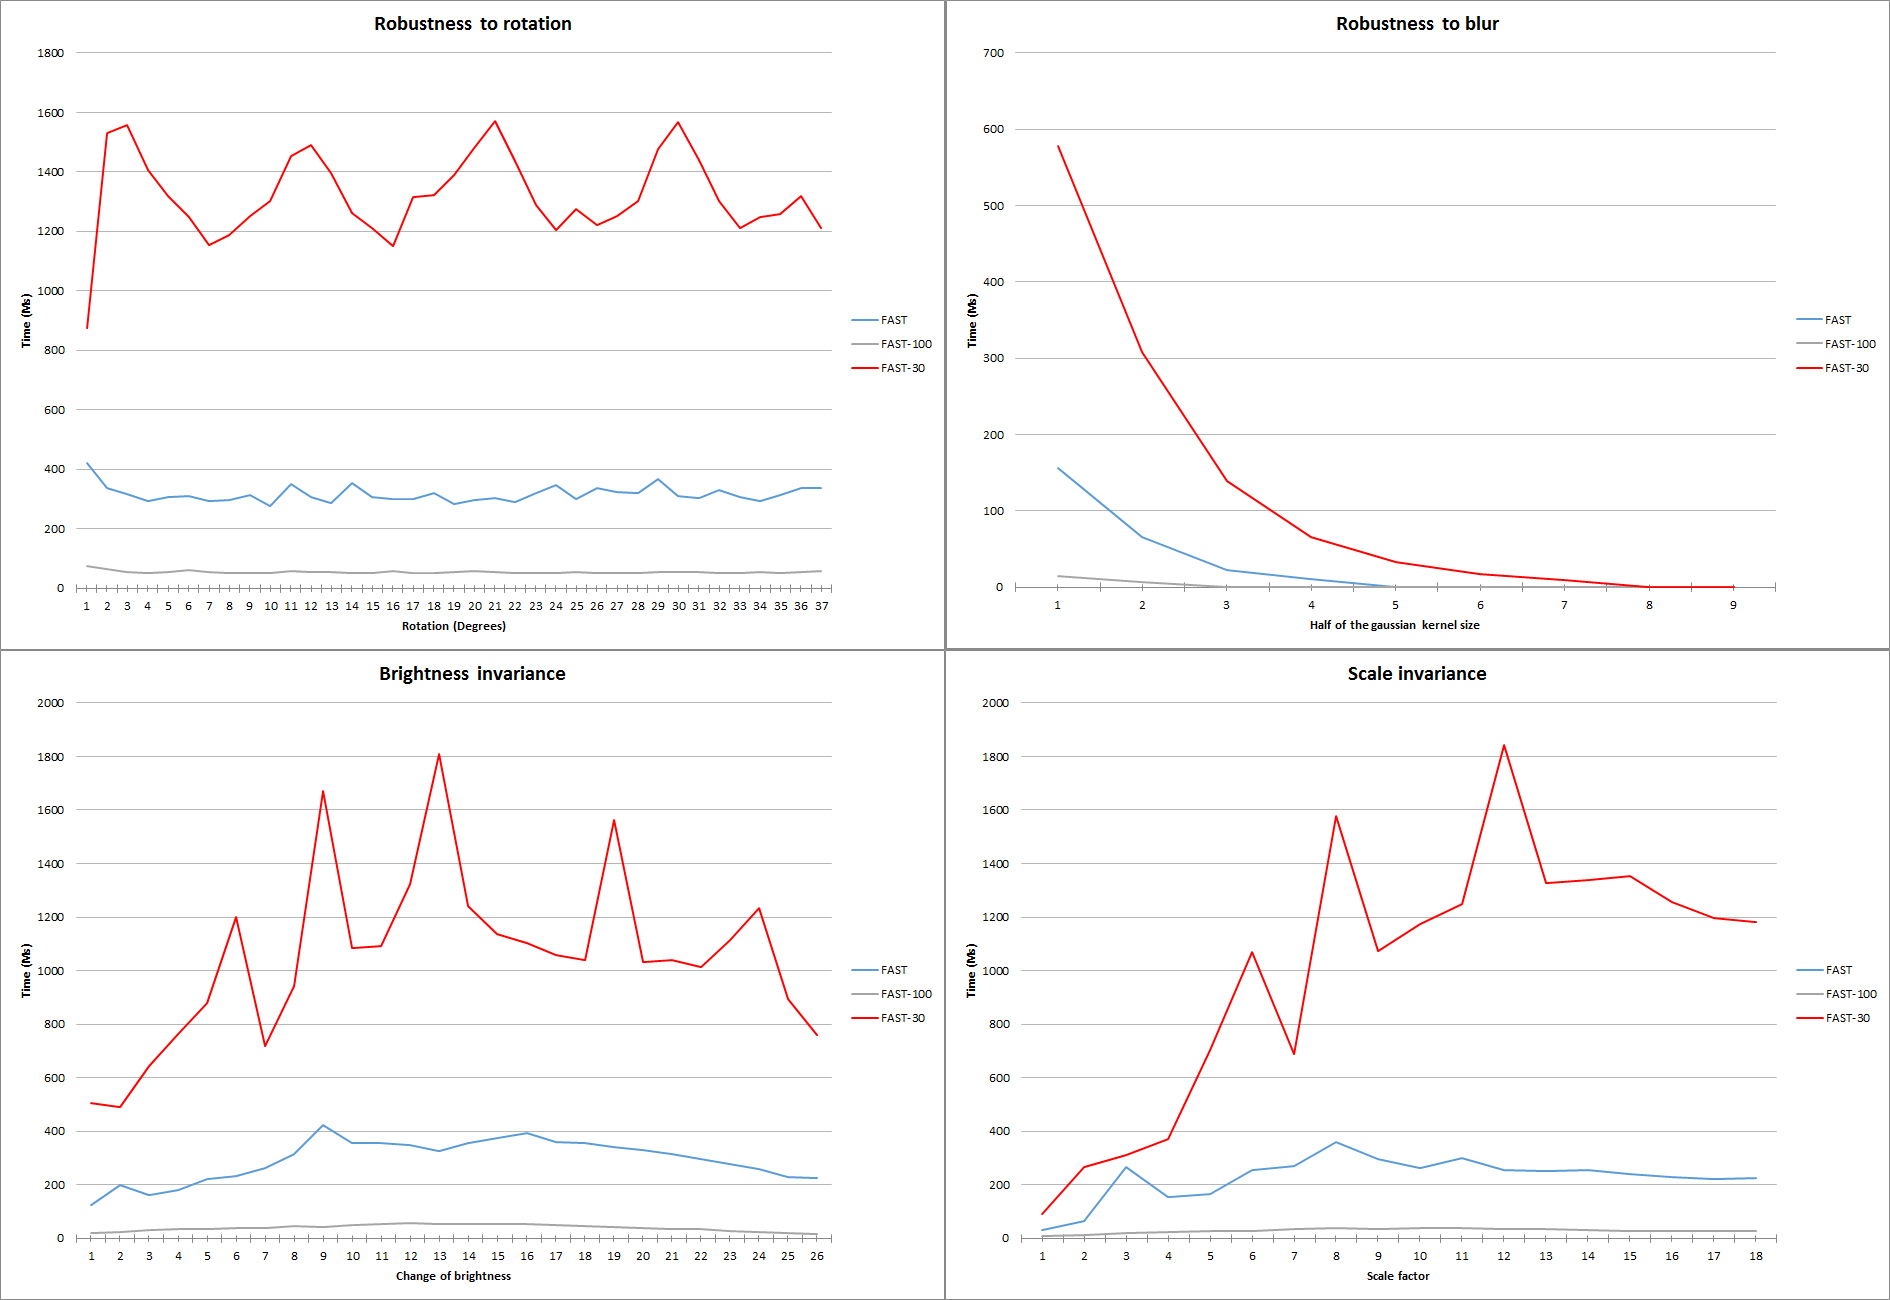 Robustness to rotation
1800
1600
1400
1200
1000
800
600
400
200
0
Time (Ms)
1 2 3 4 5 6 7 8 9 10 11 12 13 14 15 16 17 18 19 20 21 22 23 24 25 26 27 28 29 30 31 32 33 34 35 36 37
Rotation (Degrees)
FAST
FAST-100
FAST-30
Robustness to blur
700
600
500
400
300
200
100
0
Time (Ms)
1 2 3 4 5 6 7 8 9
Half of the gaussian kernel size
FAST
FAST-100
FAST-30
Brightness invariance
2000
1800
1600
1400
1200
1000
800
600
400
200
0
Time (Ms)
1 2 3 4 5 6 7 8 9 10 11 12 13 14 15 16 17 18 19 20 21 22 23 24 25 26
Change of brightness
FAST
FAST-100
FAST-30
Scale invariance
2000
1800
1600
1400
1200
1000
800
600
400
200
0
Time (Ms)
1 2 3 4 5 6 7 8 9 10 11 12 13 14 15 16 17 18
Scale factor
FAST
FAST-100
FAST-30